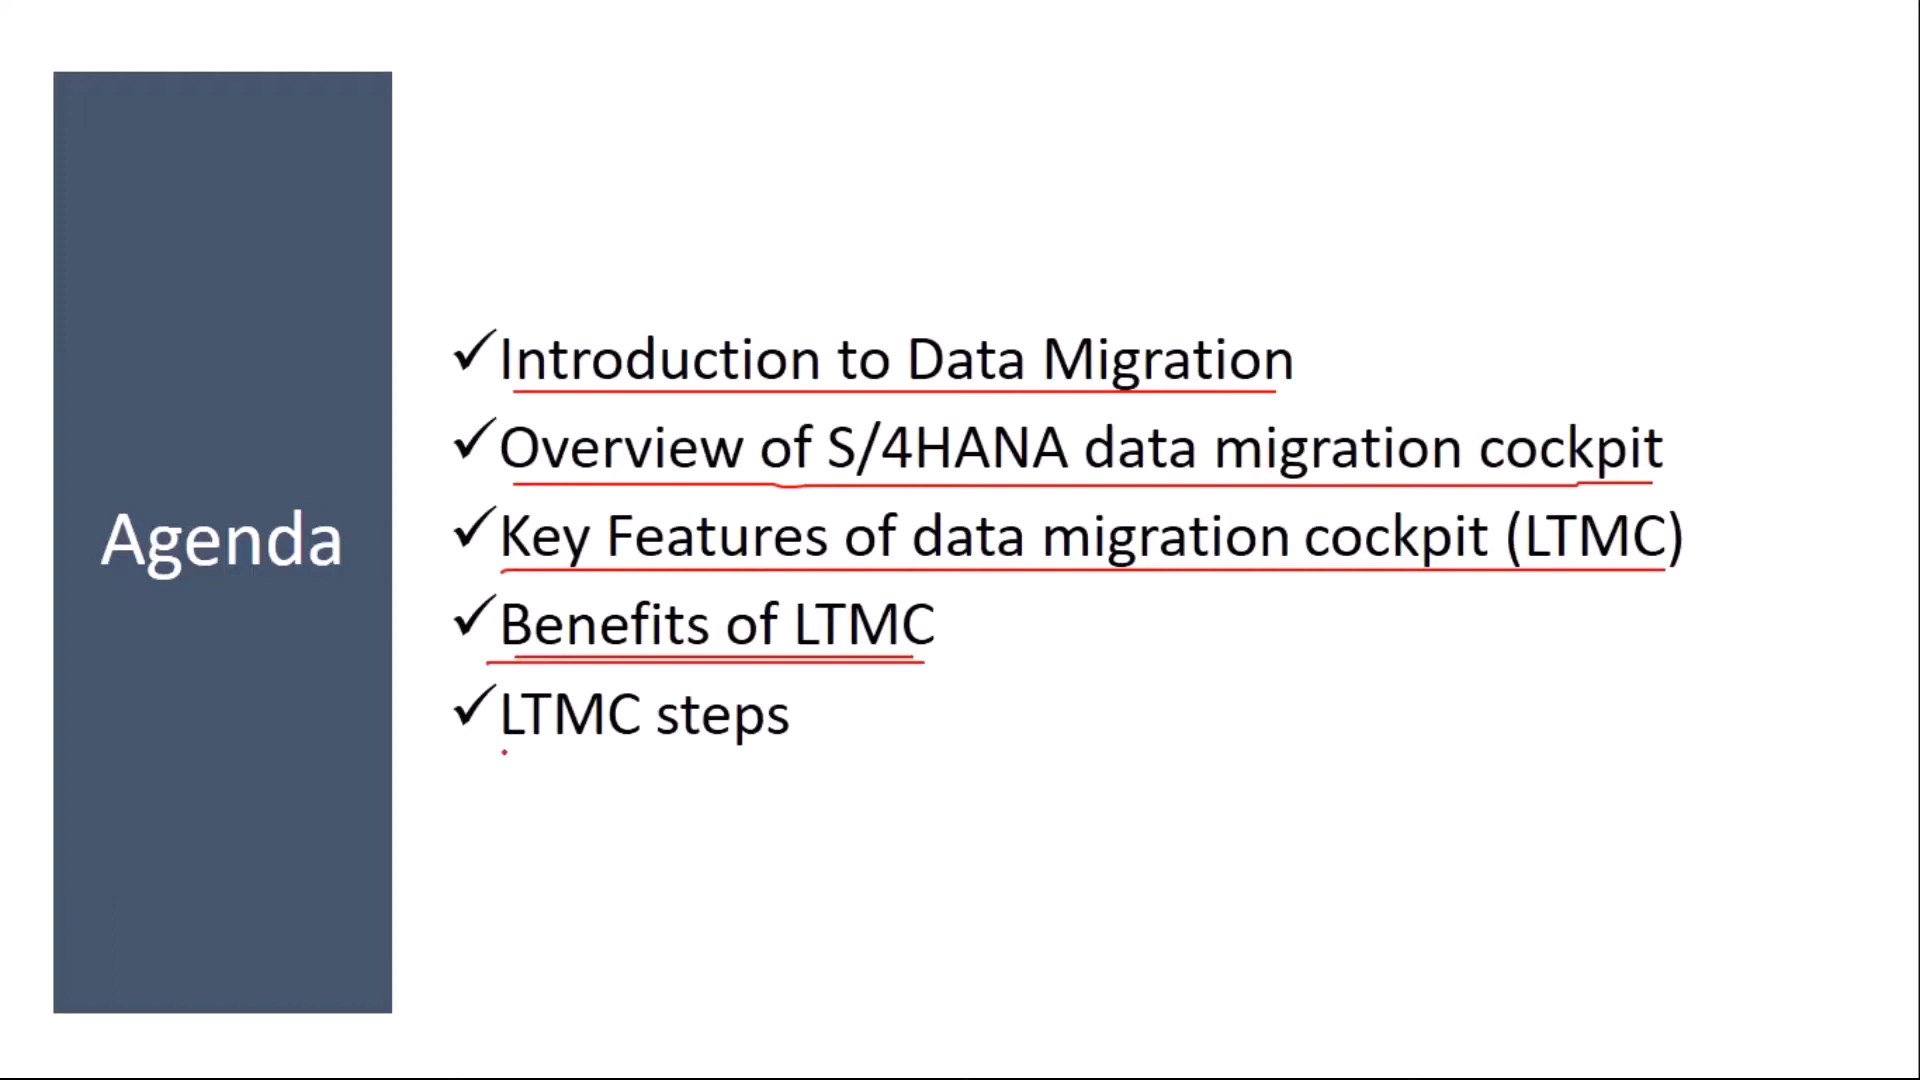 Agenda
✓Introduction to Data Migration
✓Overview of S/4HANA data migration cockpit
✓Key Features of data migration cockpit (LTMC)
✓Benefits of LTMC
✓LTMC steps